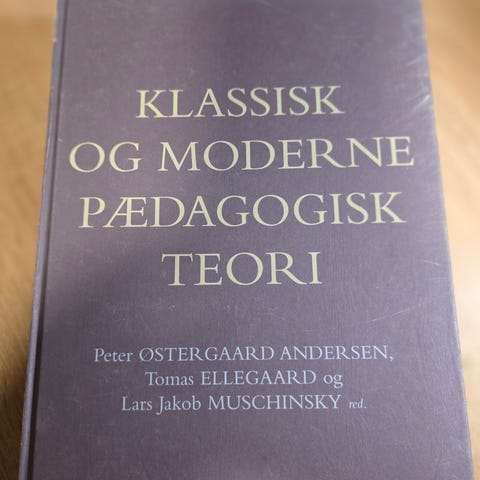 KLASSISK
OG MODERNE
PÆDAGOGISK
TEORI
Peter ØSTERGAARD ANDERSEN,
Tomas ELLEGAARD og
Lars Jakob MUSCHINSKY red.